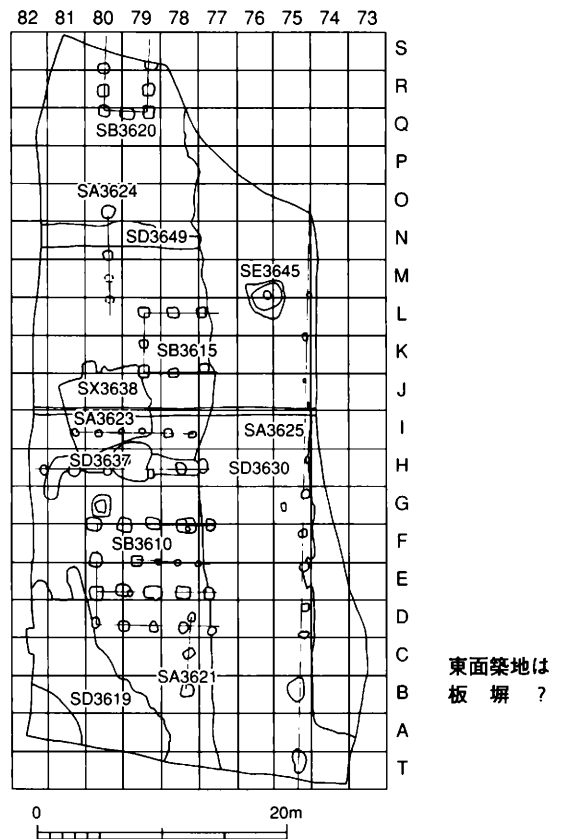 82 81 80 79 78 77 76 75 74 73
S
R
Q
SB3620
P
SA3624
O
SD3649
N
SE3645
M
L
SB3615
K
SX3638
J
SA3623
SA3625
I
SD3637
SD3630
H
G
SB3610
F
E
D
C
SA3621
東面築地は
板塀?
SD3619
B
A
T
0 20m